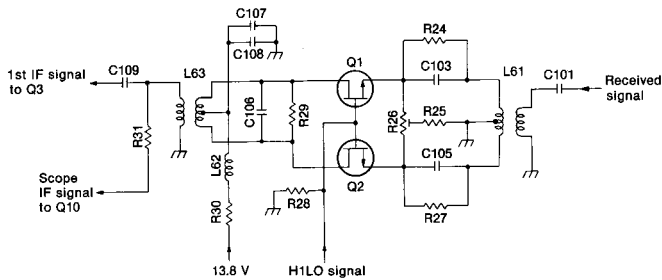 C107
C108
1st IF signal
to Q3
C109
L63
R31
Scope
IF signal
to Q10
L62
R30
13.8 V
C106
R29
R28
H1LO signal
Q1
Q2
R24
C103
R26
R25
C105
R27
L61
C101
Received
signal